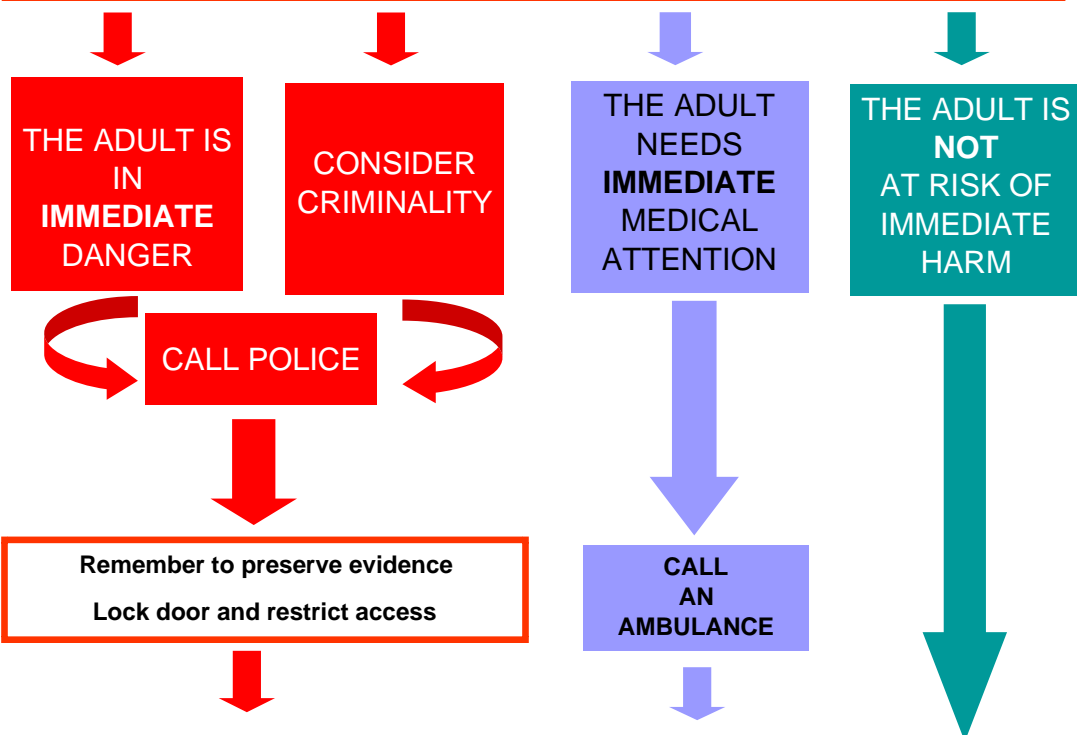 THE ADULT IS
IN
IMMEDIATE
DANGER
CONSIDER
CRIMINALITY
THE ADULT
NEEDS
IMMEDIATE
MEDICAL
ATTENTION
THE ADULT IS
NOT
AT RISK OF
IMMEDIATE
HARM
CALL POLICE
Remember to preserve evidence
Lock door and restrict access
CALL
AN
AMBULANCE